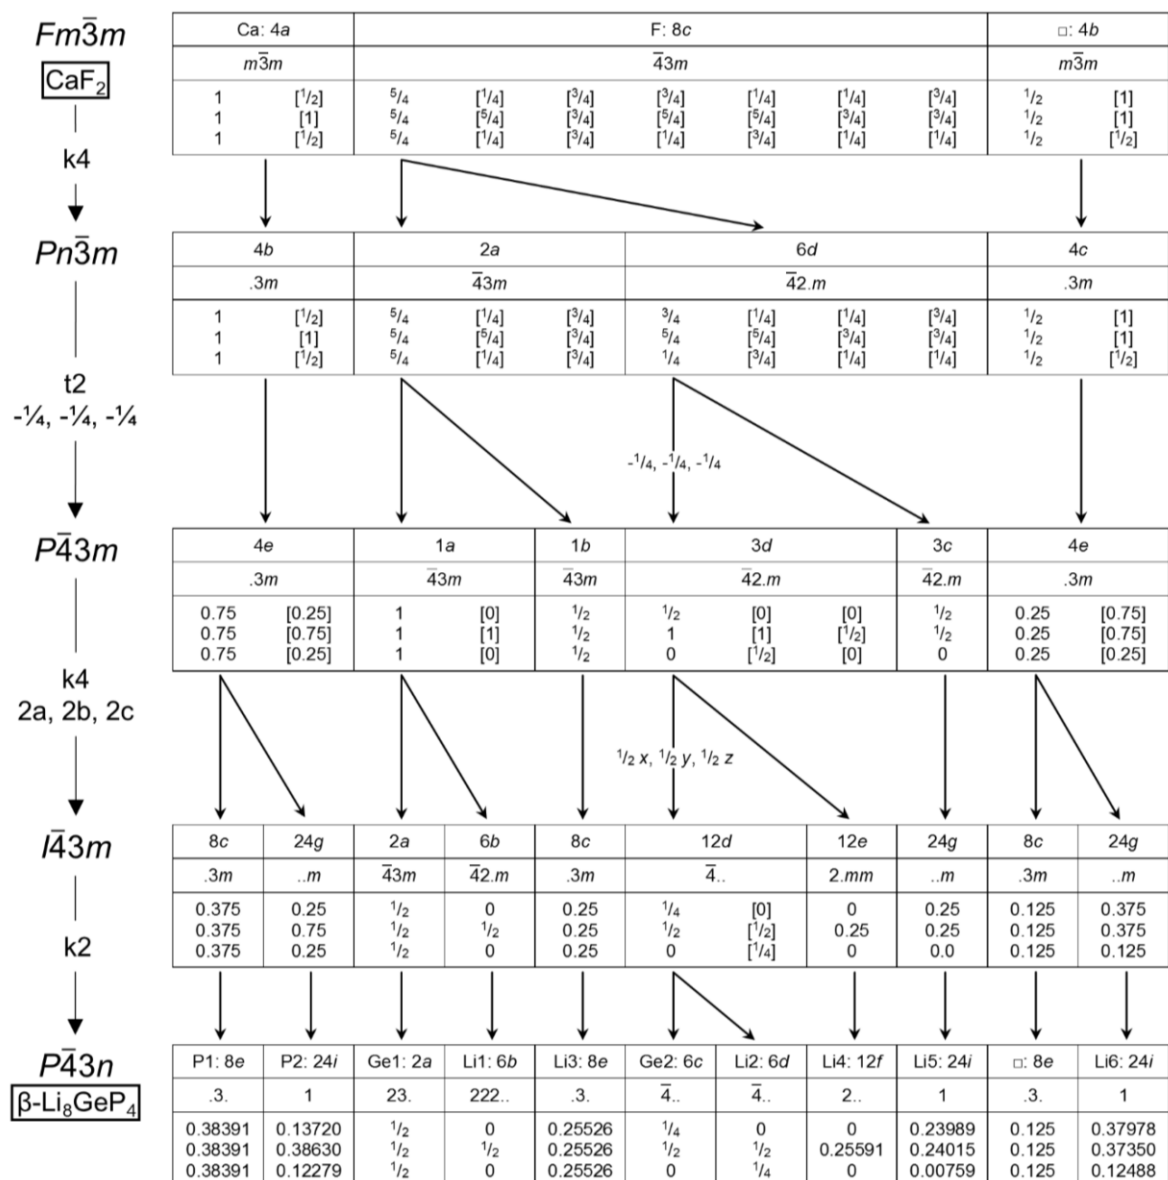 Fm3̅m
CaF₂
k4
Ca: 4a F: 8c □: 4b
m3̅m 4̅3m m3̅m
1 [1/2] 5/4 [1/4] [3/4] [3/4] [1/4] [1/4] [3/4] 1/2 [1]
1 [1] 5/4 [5/4] [3/4] [5/4] [5/4] [3/4] [3/4] 1/2 [1]
1 [1/2] 5/4 [1/4] [3/4] [1/4] [3/4] [1/4] [1/4] 1/2 [1/2]
Pn3̅m
t2
-¼, -¼, -¼
4b 2a 6d 4c
.3m 4̅3m 4̅2.m .3m
1 [1/2] 5/4 [1/4] [3/4] 3/4 [1/4] [1/4] [3/4] 1/2 [1]
1 [1] 5/4 [5/4] [3/4] 5/4 [5/4] [3/4] [3/4] 1/2 [1]
1 [1/2] 5/4 [1/4] [3/4] 1/4 [3/4] [1/4] [1/4] 1/2 [1/2]
-1/4, -1/4, -1/4
P4̅3m
k4
2a, 2b, 2c
4e 1a 1b 3d 3c 4e
.3m 4̅3m 4̅3m 4̅2.m 4̅2.m .3m
0.75 [0.25] 1 [0] 1/2 1/2 [0] [0] 1/2 0.25 [0.75]
0.75 [0.75] 1 [1] 1/2 1 [1] [1/2] 1/2 0.25 [0.75]
0.75 [0.25] 1 [0] 1/2 0 [1/2] [0] 0 0.25 [0.25]
1/2 x, 1/2 y, 1/2 z
I4̅3m
k2
8c 24g 2a 6b 8c 12d 12e 24g 8c 24g
.3m ..m 4̅3m 4̅2.m .3m 4̅.. 2.mm ..m .3m ..m
0.375 0.25 1/2 0 0.25 1/4 [0] 0 0.25 0.125 0.375
0.375 0.75 1/2 1/2 0.25 1/2 [1/2] 0.25 0.25 0.125 0.375
0.375 0.25 1/2 0 0.25 0 [1/4] 0 0.0 0.125 0.125
P4̅3n
β-Li₈GeP₄
P1: 8e P2: 24i Ge1: 2a Li1: 6b Li3: 8e Ge2: 6c Li2: 6d Li4: 12f Li5: 24i □: 8e Li6: 24i
.3. 1 23. 222.. .3. 4̅.. 4̅.. 2.. 1 .3. 1
0.38391 0.13720 1/2 0 0.25526 1/4 0 0 0.23989 0.125 0.37978
0.38391 0.38630 1/2 1/2 0.25526 1/2 1/2 0.25591 0.24015 0.125 0.37350
0.38391 0.12279 1/2 0 0.25526 0 1/4 0 0.00759 0.125 0.12488